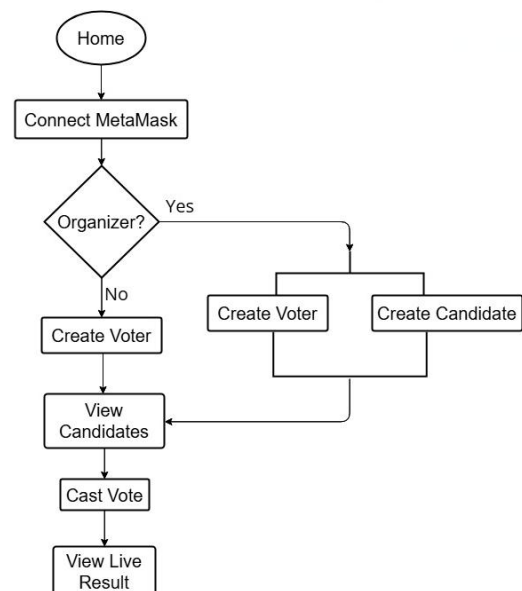 Home
Connect MetaMask
Organizer?
Yes
No
Create Voter
Create Voter
Create Candidate
View
Candidates
Cast Vote
View Live
Result